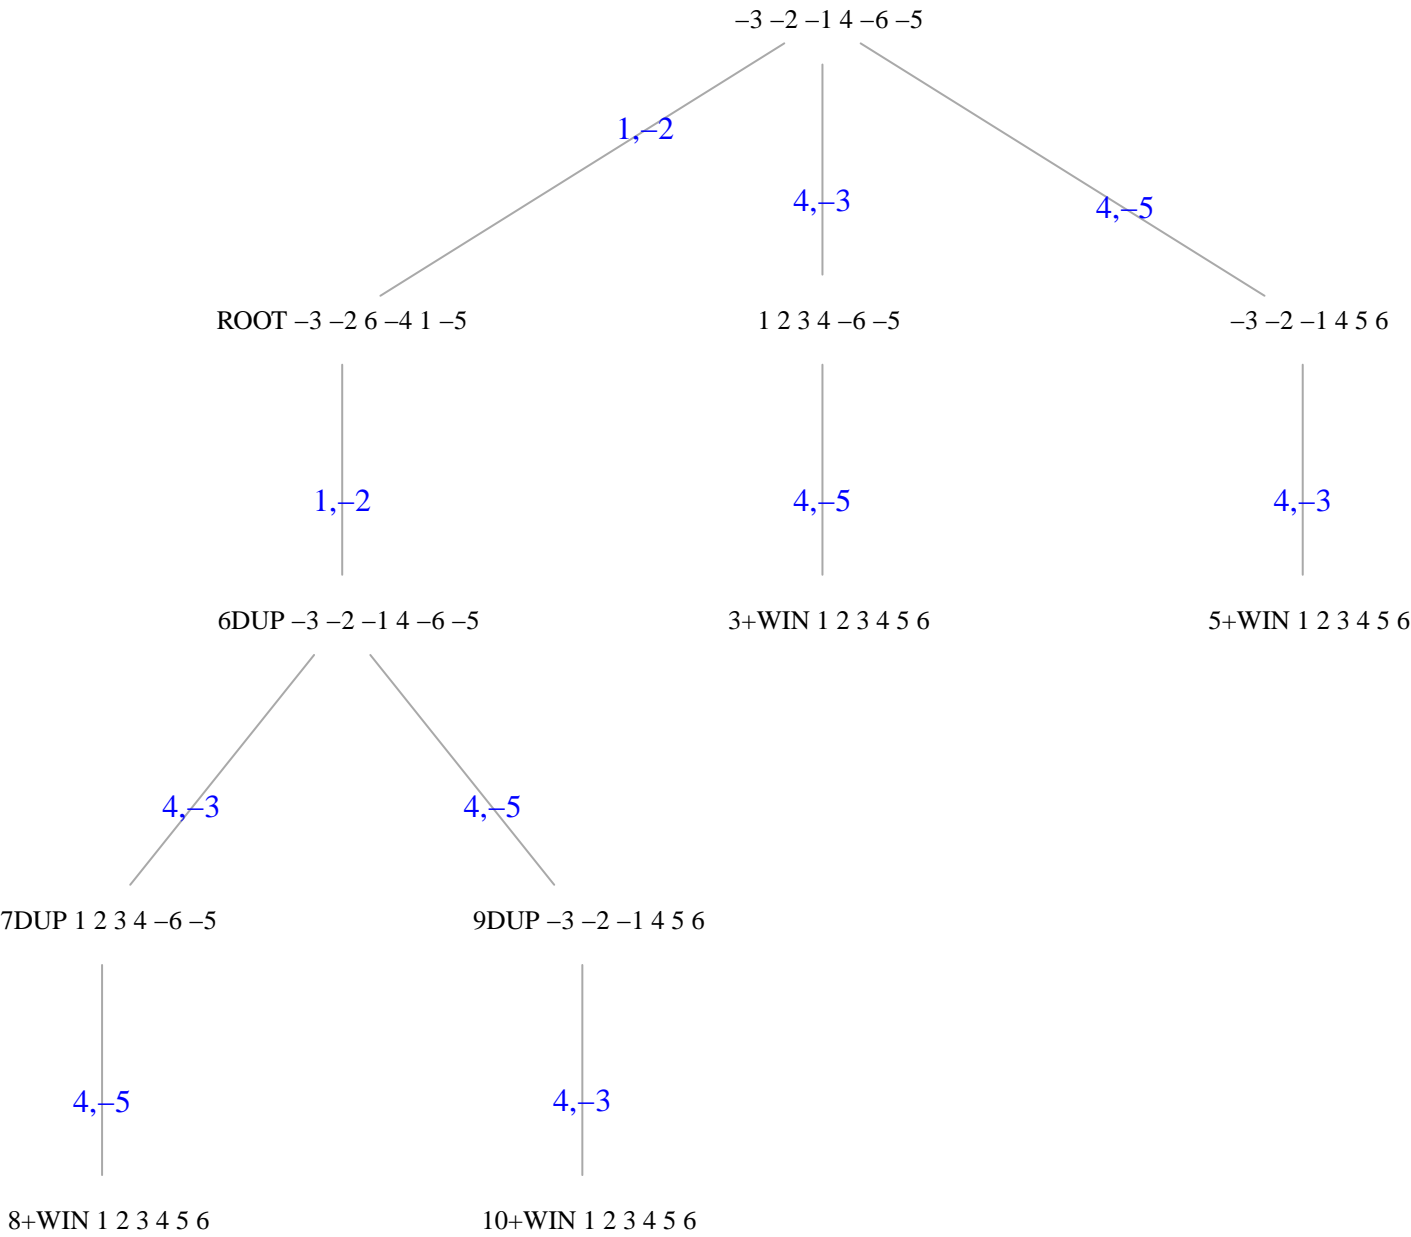 –3 –2 –1 4 –6 –5
1,–2
4,–3
4,–5
ROOT –3 –2 6 –4 1 –5
1 2 3 4 –6 –5
–3 –2 –1 4 5 6
1,–2
4,–5
4,–3
6DUP –3 –2 –1 4 –6 –5
3+WIN 1 2 3 4 5 6
5+WIN 1 2 3 4 5 6
4,–3
4,–5
7DUP 1 2 3 4 –6 –5
9DUP –3 –2 –1 4 5 6
4,–5
4,–3
8+WIN 1 2 3 4 5 6
10+WIN 1 2 3 4 5 6